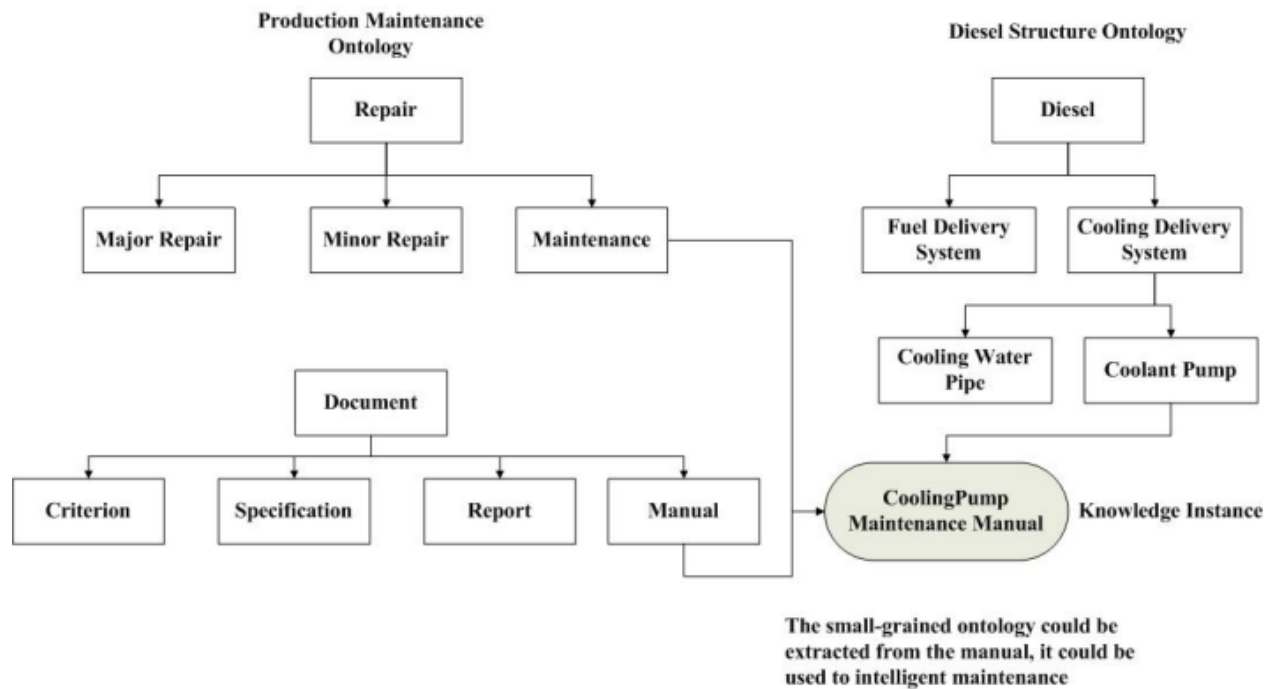 Production Maintenance
Ontology
Diesel Structure Ontology
Repair
Diesel
Major Repair
Minor Repair
Maintenance
Fuel Delivery
System
Cooling Delivery
System
Cooling Water
Pipe
Coolant Pump
Document
Criterion
Specification
Report
Manual
CoolingPump
Maintenance Manual
Knowledge Instance
The small-grained ontology could be
extracted from the manual, it could be
used to intelligent maintenance